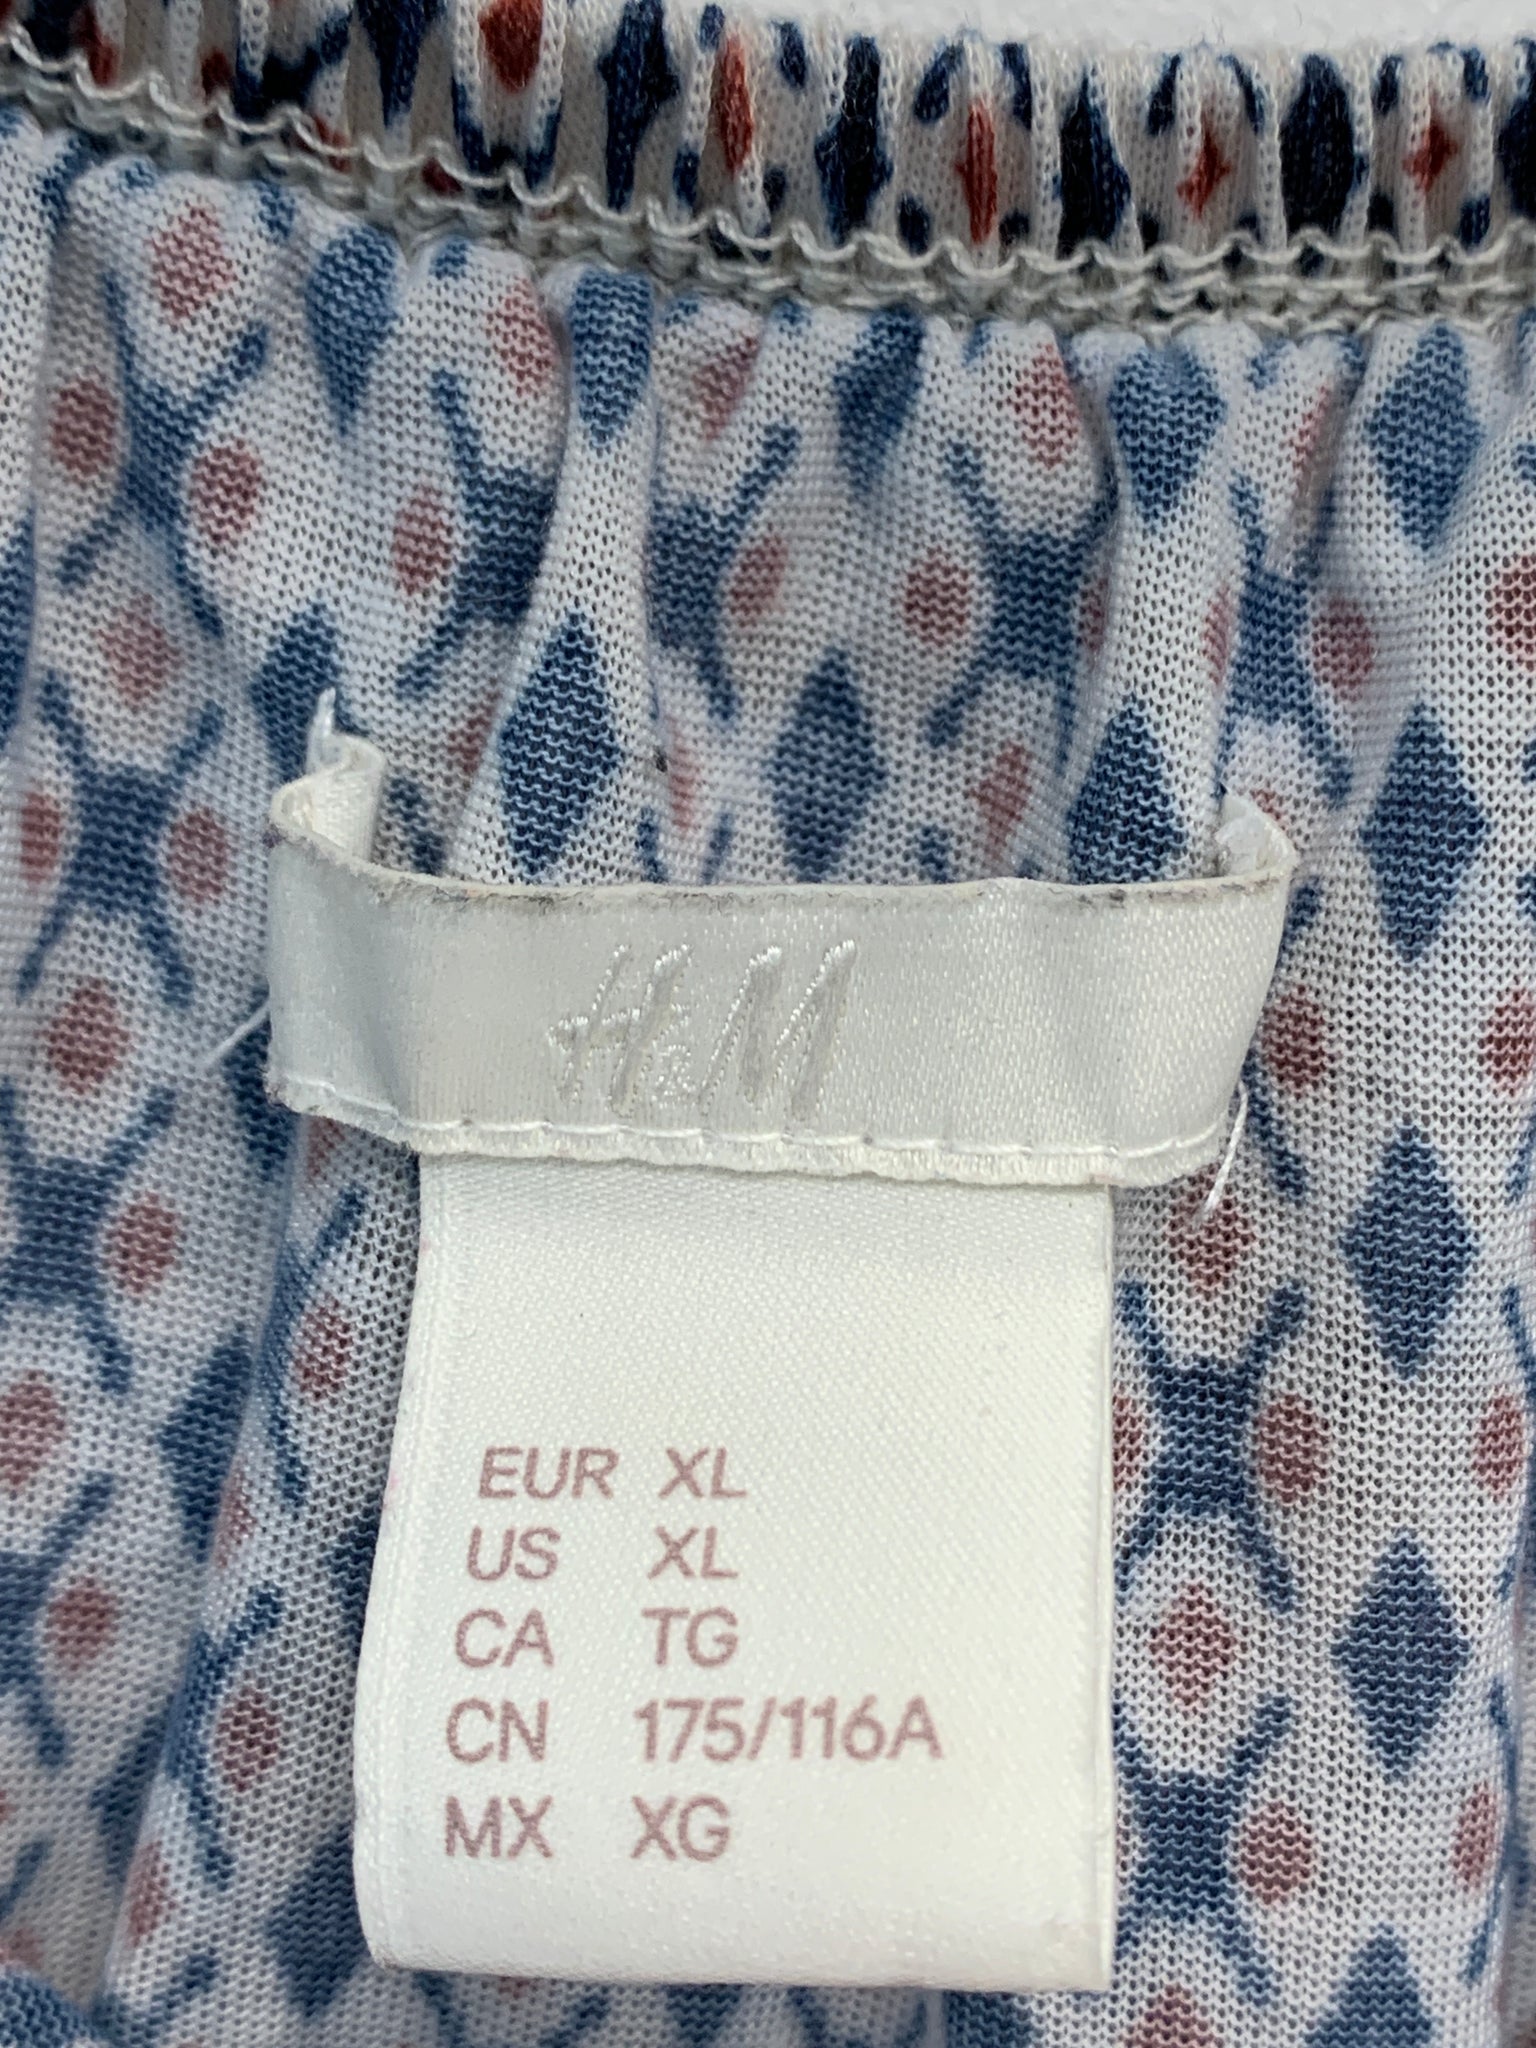 H&M
EUR XL
US XL
CA TG
CN 175/116A
MX XG